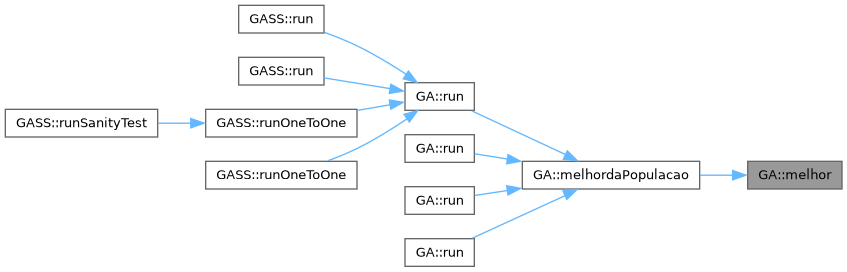 GASS::run
GASS::run
GA::run
GASS::runSanityTest
GASS::runOneToOne
GA::run
GASS::runOneToOne
GA::melhordaPopulacao
GA::melhor
GA::run
GA::run